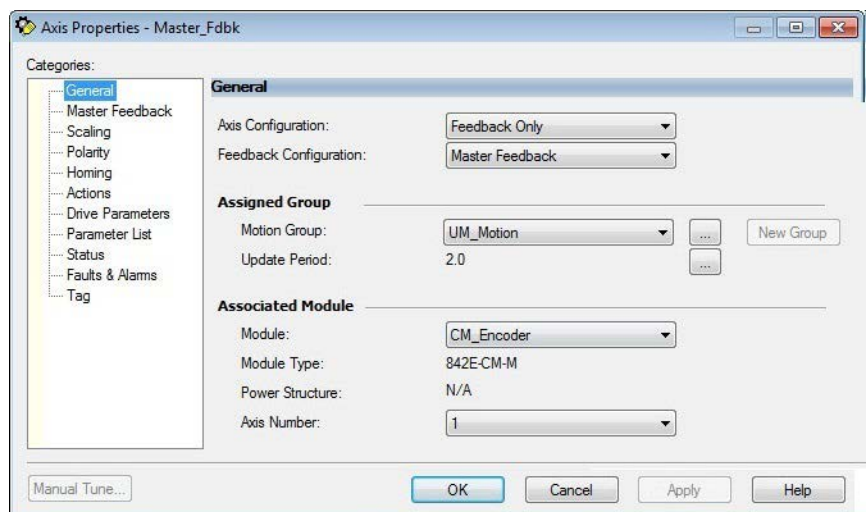 Axis Properties - Master_Fdbk
Categories:
General
Master Feedback
Scaling
Polarity
Homing
Actions
Drive Parameters
Parameter List
Status
Faults & Alarms
Tag
General
Axis Configuration: Feedback Only
Feedback Configuration: Master Feedback
Assigned Group
Motion Group: UM_Motion ... New Group
Update Period: 2.0 ...
Associated Module
Module: CM_Encoder
Module Type: 842E-CM-M
Power Structure: N/A
Axis Number: 1
Manual Tune... OK Cancel Apply Help